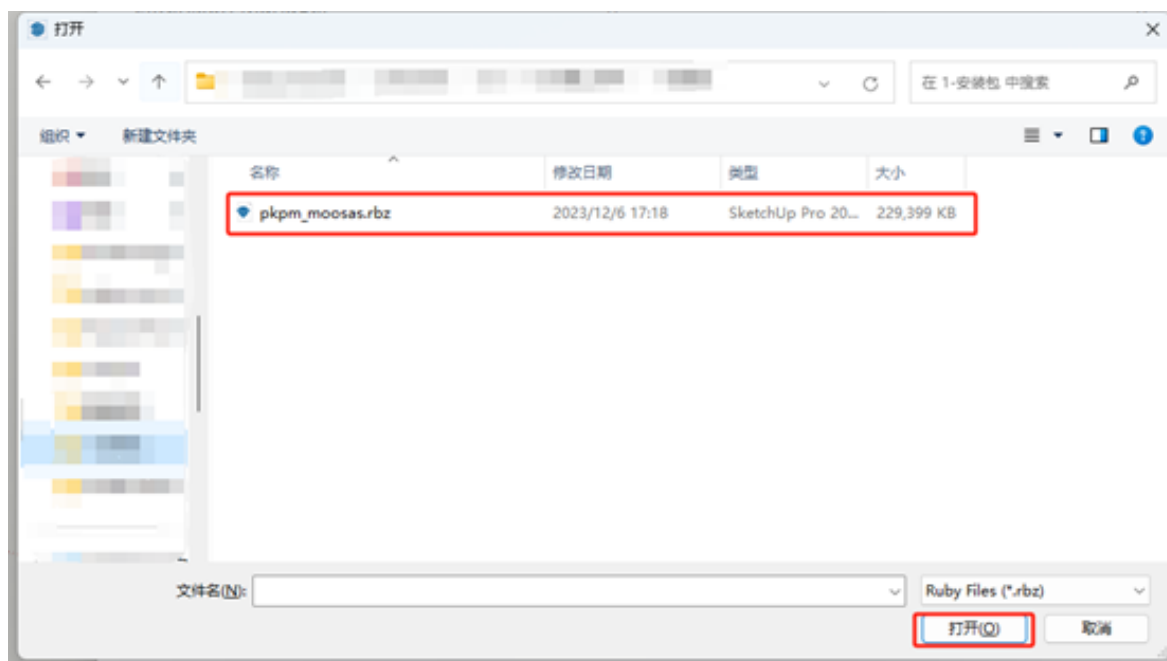 打开
在 1-安装包 中搜索
组织 新建文件夹
名称 修改日期 类型 大小
pkpm_moosas.rbz 2023/12/6 17:18 SketchUp Pro 20... 229,399 KB
文件名(N): Ruby Files (*.rbz)
打开(O) 取消